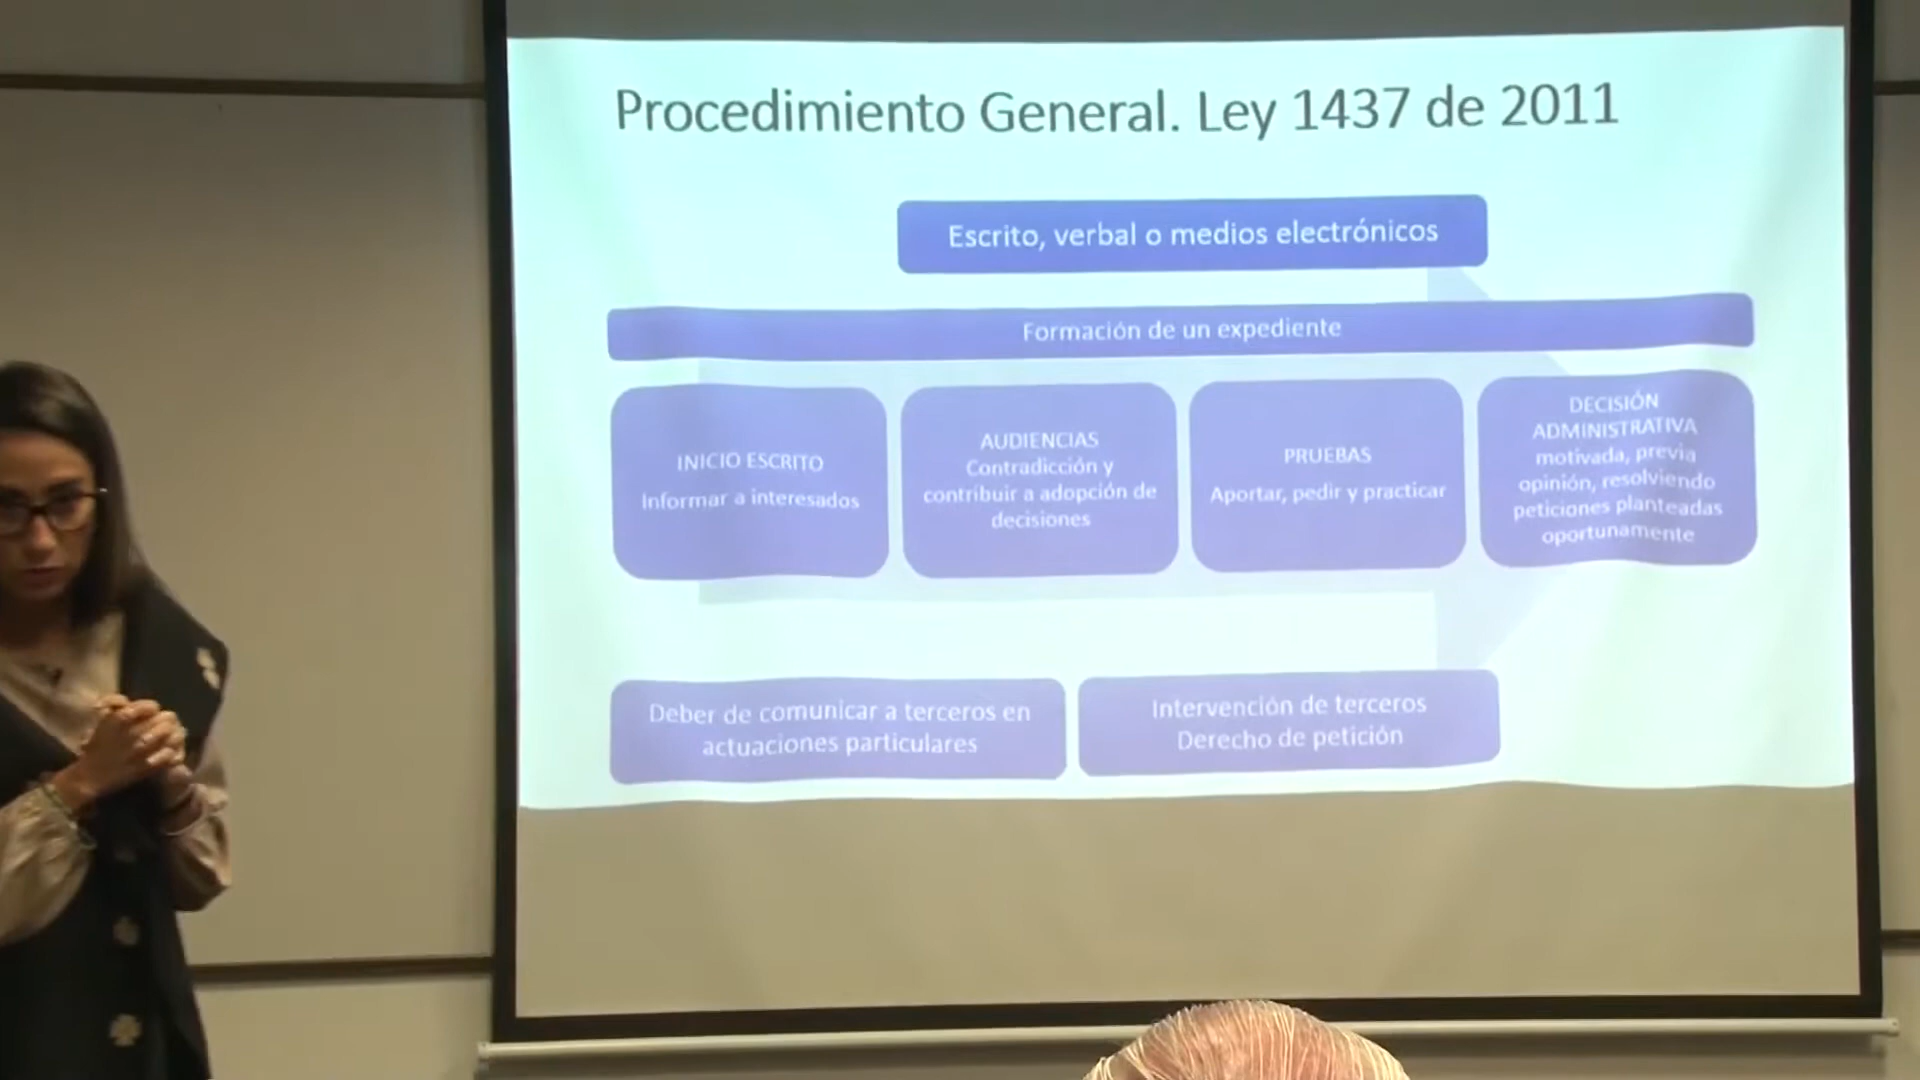 Procedimiento General. Ley 1437 de 2011
Escrito, verbal o medios electrónicos
Formación de un expediente
INICIO ESCRITO
Informar a interesados
AUDIENCIAS
Contradicción y
contribuir a adopción de
decisiones
PRUEBAS
Aportar, pedir y practicar
DECISIÓN
ADMINISTRATIVA
motivada, previa
opinión, resolviendo
peticiones planteadas
oportunamente
Deber de comunicar a terceros en
actuaciones particulares
Intervención de terceros
Derecho de petición